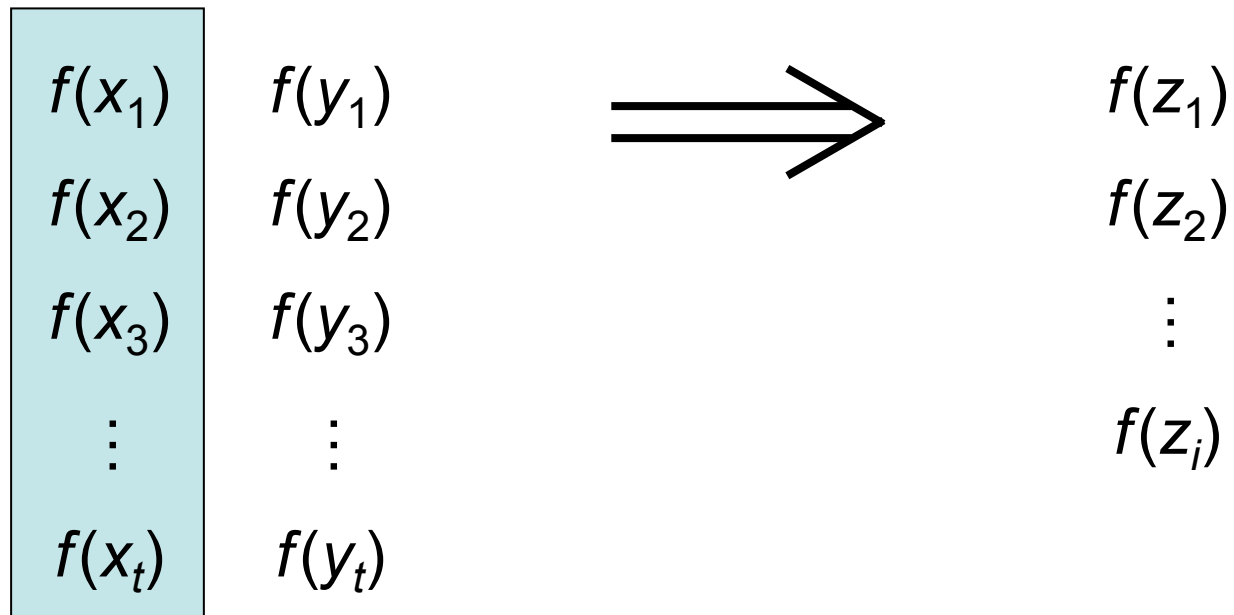 f(x₁) f(y₁) ⇒ f(z₁)
f(x₂) f(y₂) f(z₂)
f(x₃) f(y₃) ⋮
⋮ ⋮ f(zᵢ)
f(xₜ) f(yₜ)